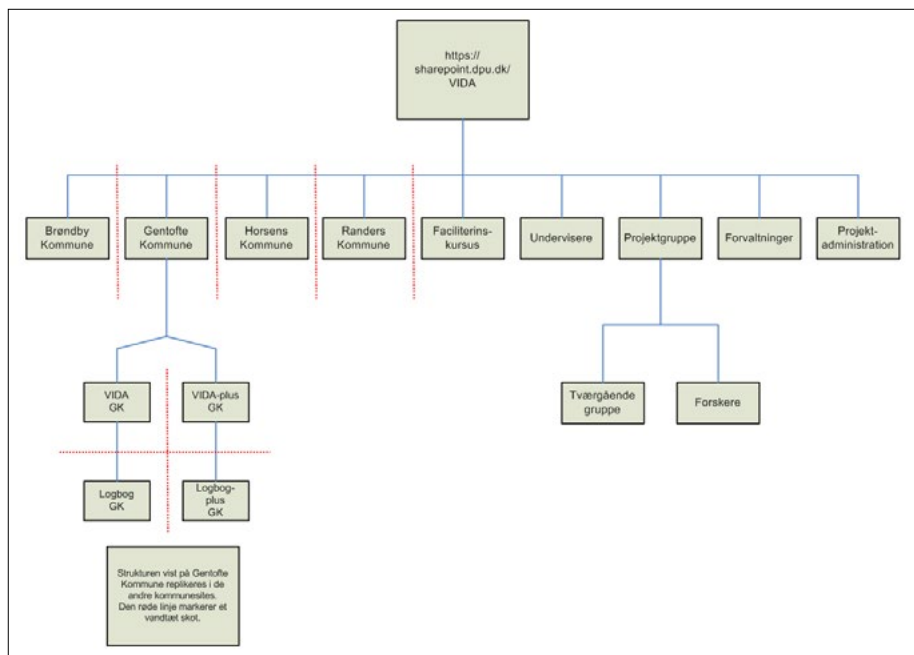 https://
sharepoint.dpu.dk/
VIDA
Brøndby
Kommune
Gentofte
Kommune
Horsens
Kommune
Randers
Kommune
Faciliterins-
kursus
Undervisere
Projektgruppe
Forvaltninger
Projekt-
administration
VIDA
GK
VIDA-plus
GK
Tværgående
gruppe
Forskere
Logbog
GK
Logbog-
plus
GK
Strukturen vist på Gentofte
Kommune replikeres i de
andre kommunesites.
Den røde linje markerer et
vandtæt skot.